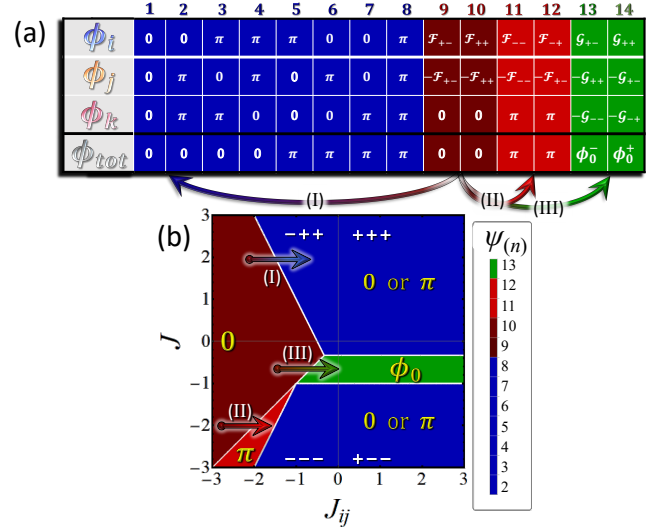 1 2 3 4 5 6 7 8 9 10 11 12 13 14
(a)
ϕi 0 0 π π π 0 0 π ℱ+− ℱ++ ℱ−− ℱ−+ 𝒢+− 𝒢++
ϕj 0 π 0 π 0 π 0 π −ℱ+− −ℱ++ −ℱ−− −ℱ−+ −𝒢++ −𝒢+−
ϕk 0 π π 0 0 0 π π 0 0 π π −𝒢−− −𝒢−+
ϕtot 0 0 0 0 π π π π 0 0 π π ϕ0− ϕ0+
(I) (II) (III)
(b)
3 −++ +++ ψ(n)
(I)
2 0 or π
1
0 0
J
(III)
−1 ϕ0
(II)
−2 0 or π
π −−− +−−
−3
−3 −2 −1 0 1 2 3
Jij
13
12
11
10
9
8
7
6
5
4
3
2